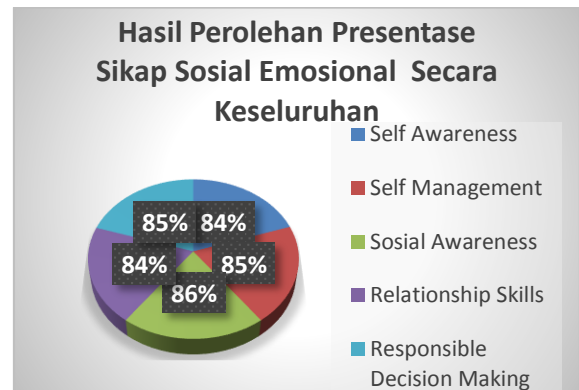 Hasil Perolehan Presentase
Sikap Sosial Emosional Secara
Keseluruhan
Self Awareness
Self Management
Sosial Awareness
Relationship Skills
Responsible
Decision Making
85%
84%
84%
85%
86%